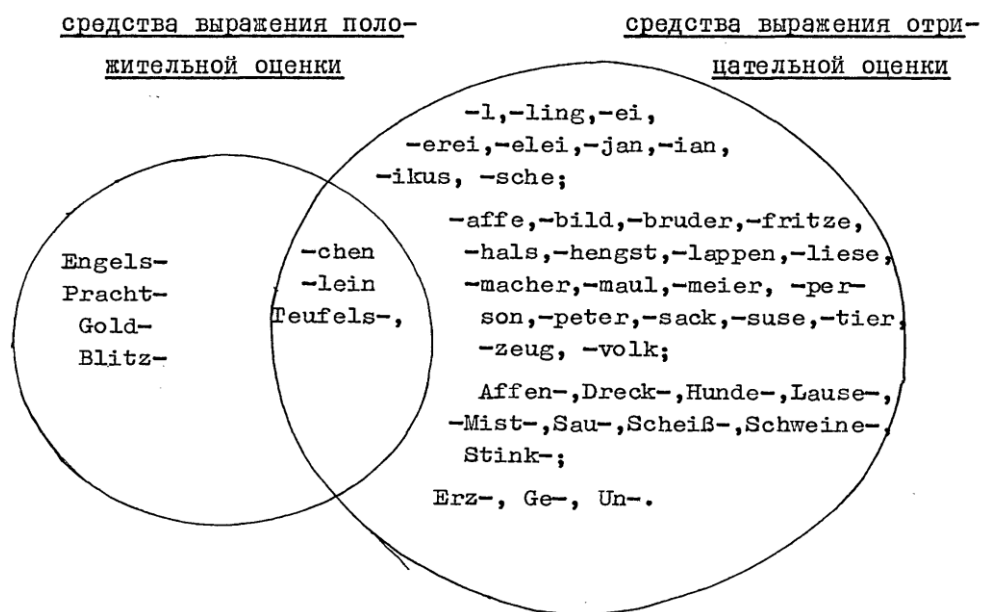 средства выражения поло-
жительной оценки
средства выражения отри-
цательной оценки
-l,-ling,-ei,
-erei,-elei,-jan,-ian,
-ikus, -sche;
-affe,-bild,-bruder,-fritze,
-hals,-hengst,-lappen,-liese,
-macher,-maul,-meier, -per-
son,-peter,-sack,-suse,-tier,
-zeug, -volk;
Affen-,Dreck-,Hunde-,Lause-,
-Mist-,Sau-,Scheiß-,Schweine-,
Stink-;
Erz-, Ge-, Un-.
Engels-
Pracht-
Gold-
Blitz-
-chen
-lein
Teufels-,